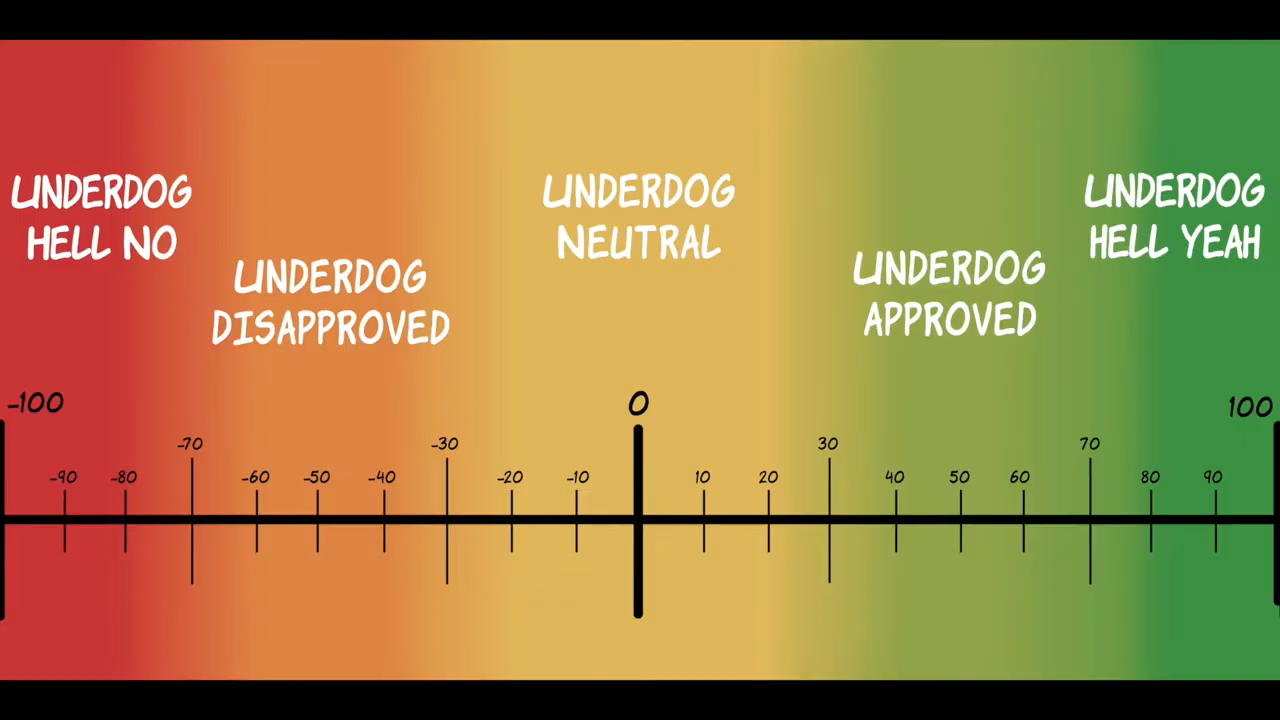 UNDERDOG
HELL NO
UNDERDOG
DISAPPROVED
UNDERDOG
NEUTRAL
UNDERDOG
APPROVED
UNDERDOG
HELL YEAH
-100 0 100
-70 -30 30 70
-90 -80 -60 -50 -40 -20 -10 10 20 40 50 60 80 90